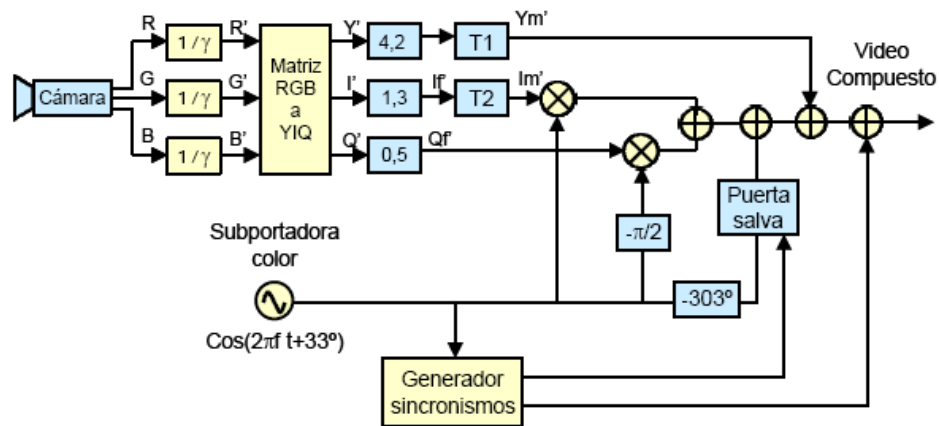 R
1 / γ
R'
Y'
4,2
T1
Ym'
Video
Compuesto
Cámara
G
1 / γ
G'
Matriz
RGB
a
YIQ
I'
1,3
If'
T2
Im'
B
1 / γ
B'
Q'
0,5
Qf'
Puerta
salva
-π/2
Subportadora
color
-303º
Cos(2πf t+33º)
Generador
sincronismos